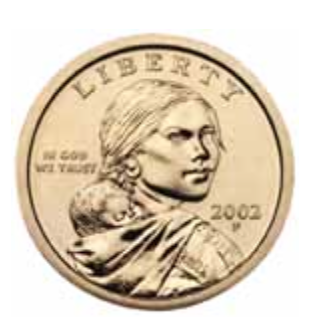 LIBERTY
IN GOD
WE TRUST
2002
P